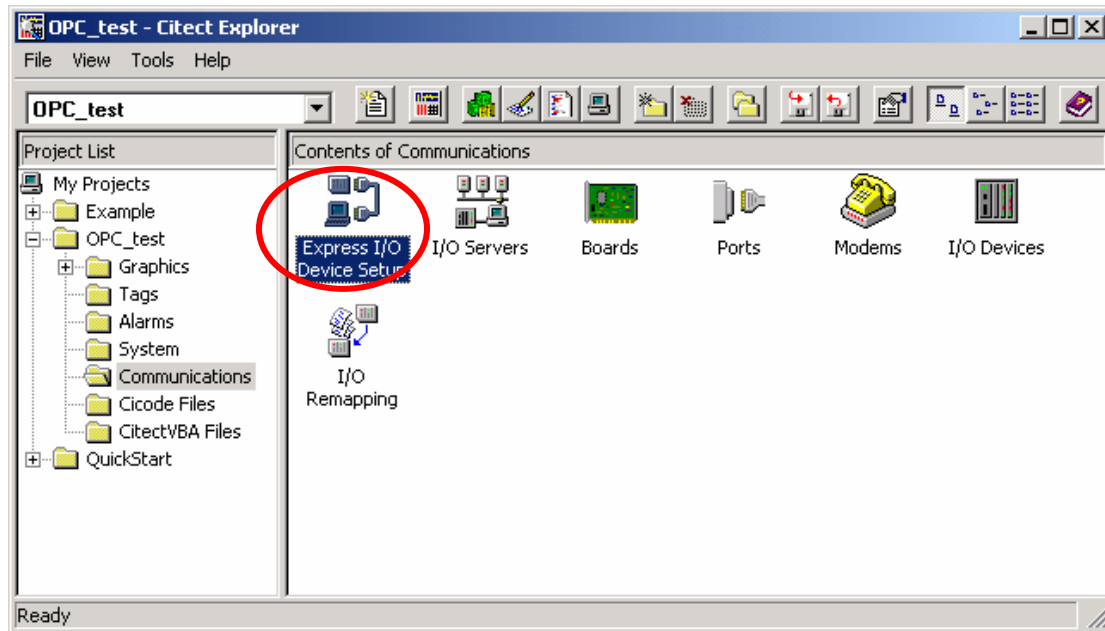 OPC_test - Citect Explorer
File View Tools Help
OPC_test
Project List
Contents of Communications
My Projects
Example
OPC_test
Graphics
Tags
Alarms
System
Communications
Cicode Files
CitectVBA Files
QuickStart
Express I/O
Device Setup
I/O Servers
Boards
Ports
Modems
I/O Devices
I/O
Remapping
Ready